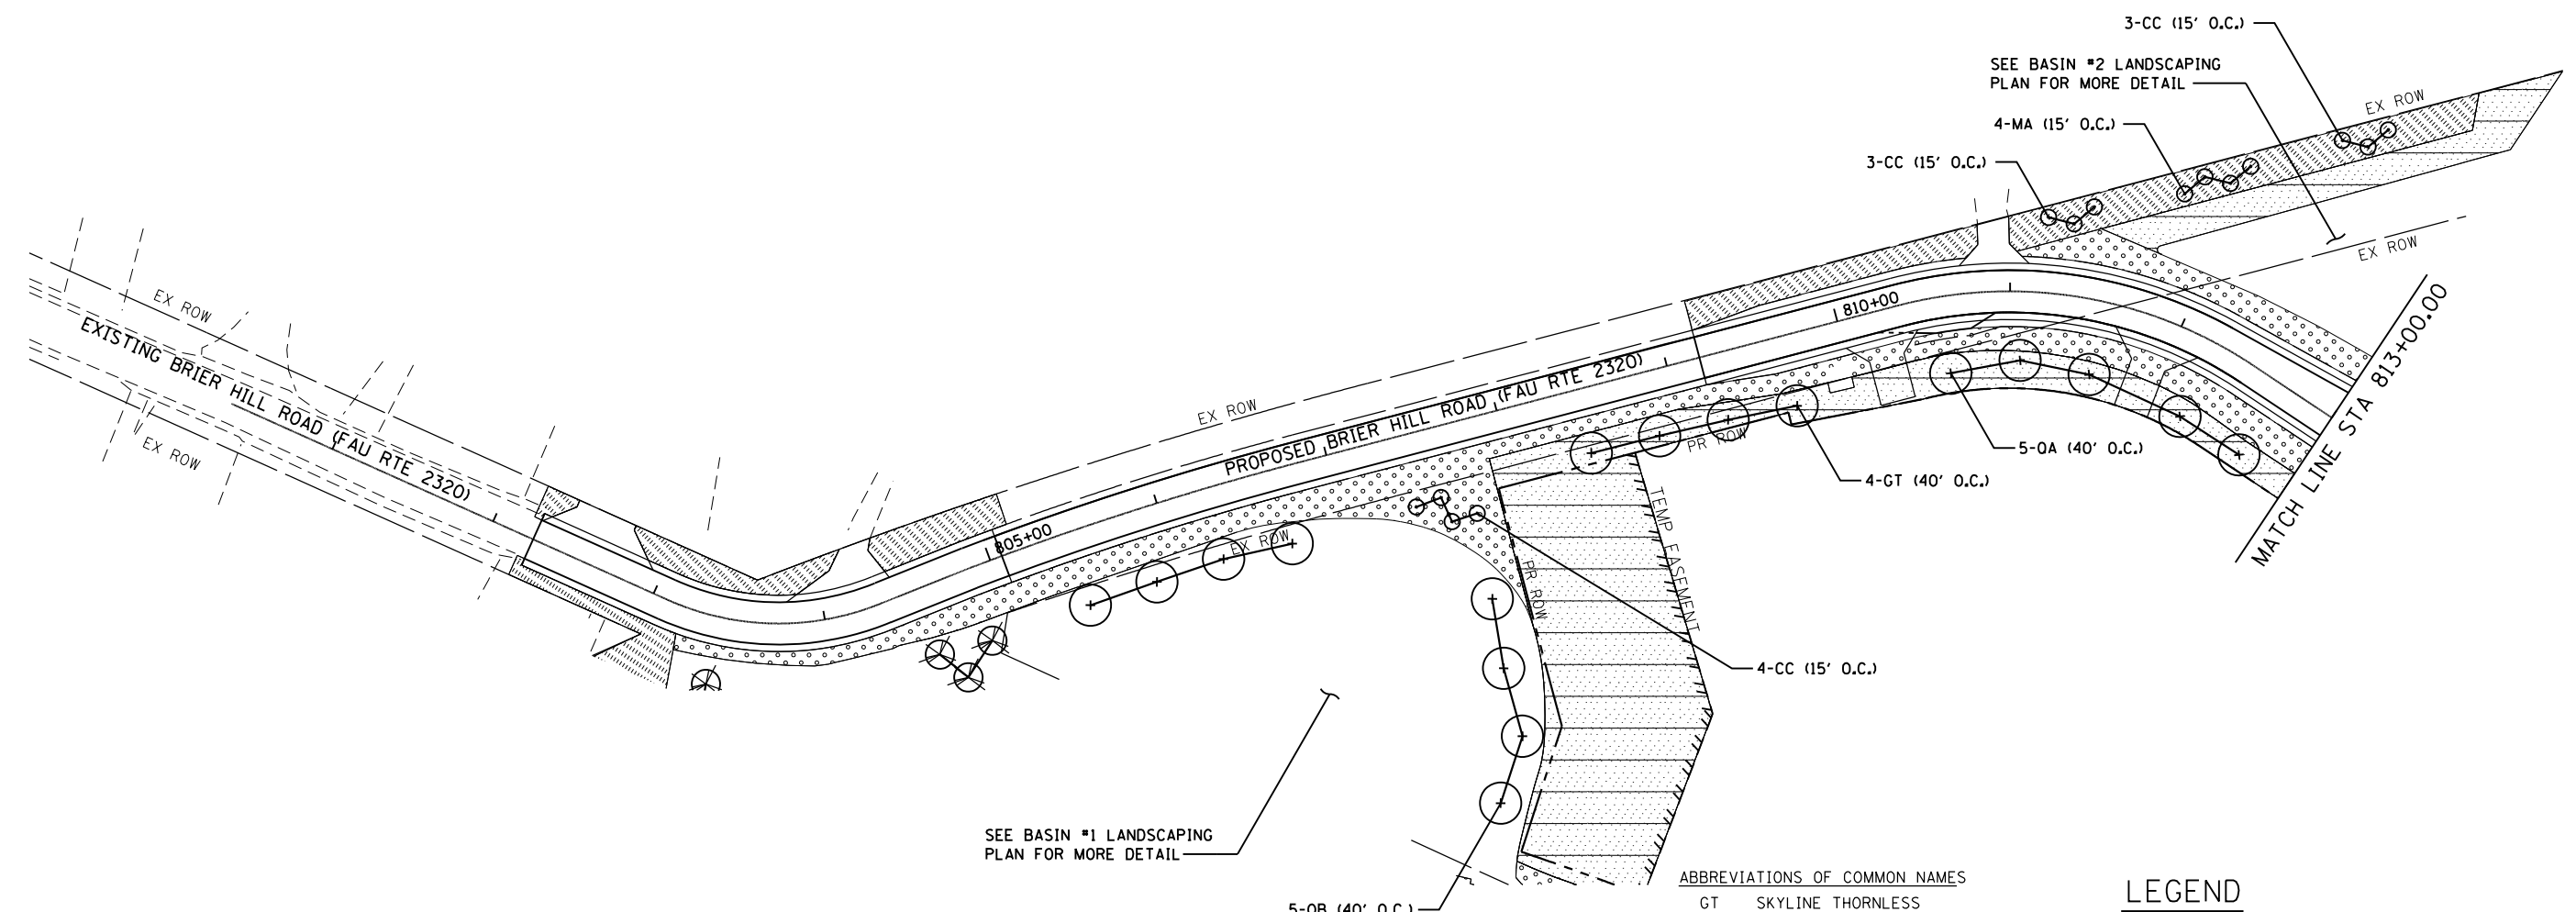 3-CC (15' O.C.)
SEE BASIN #2 LANDSCAPING
PLAN FOR MORE DETAIL
4-MA (15' O.C.)
3-CC (15' O.C.)
EX ROW
EX ROW
EX ROW
EXISTING BRIER HILL ROAD (FAU RTE 2320)
EX ROW
EX ROW
PROPOSED BRIER HILL ROAD (FAU RTE 2320)
810+00
805+00
EX ROW
PR ROW
5-QA (40' O.C.)
4-GT (40' O.C.)
MATCH LINE STA 813+00.00
TEMP EASEMENT
PR ROW
4-CC (15' O.C.)
SEE BASIN #1 LANDSCAPING
PLAN FOR MORE DETAIL
5-QB (40' O.C.)
ABBREVIATIONS OF COMMON NAMES
GT SKYLINE THORNLESS
LEGEND